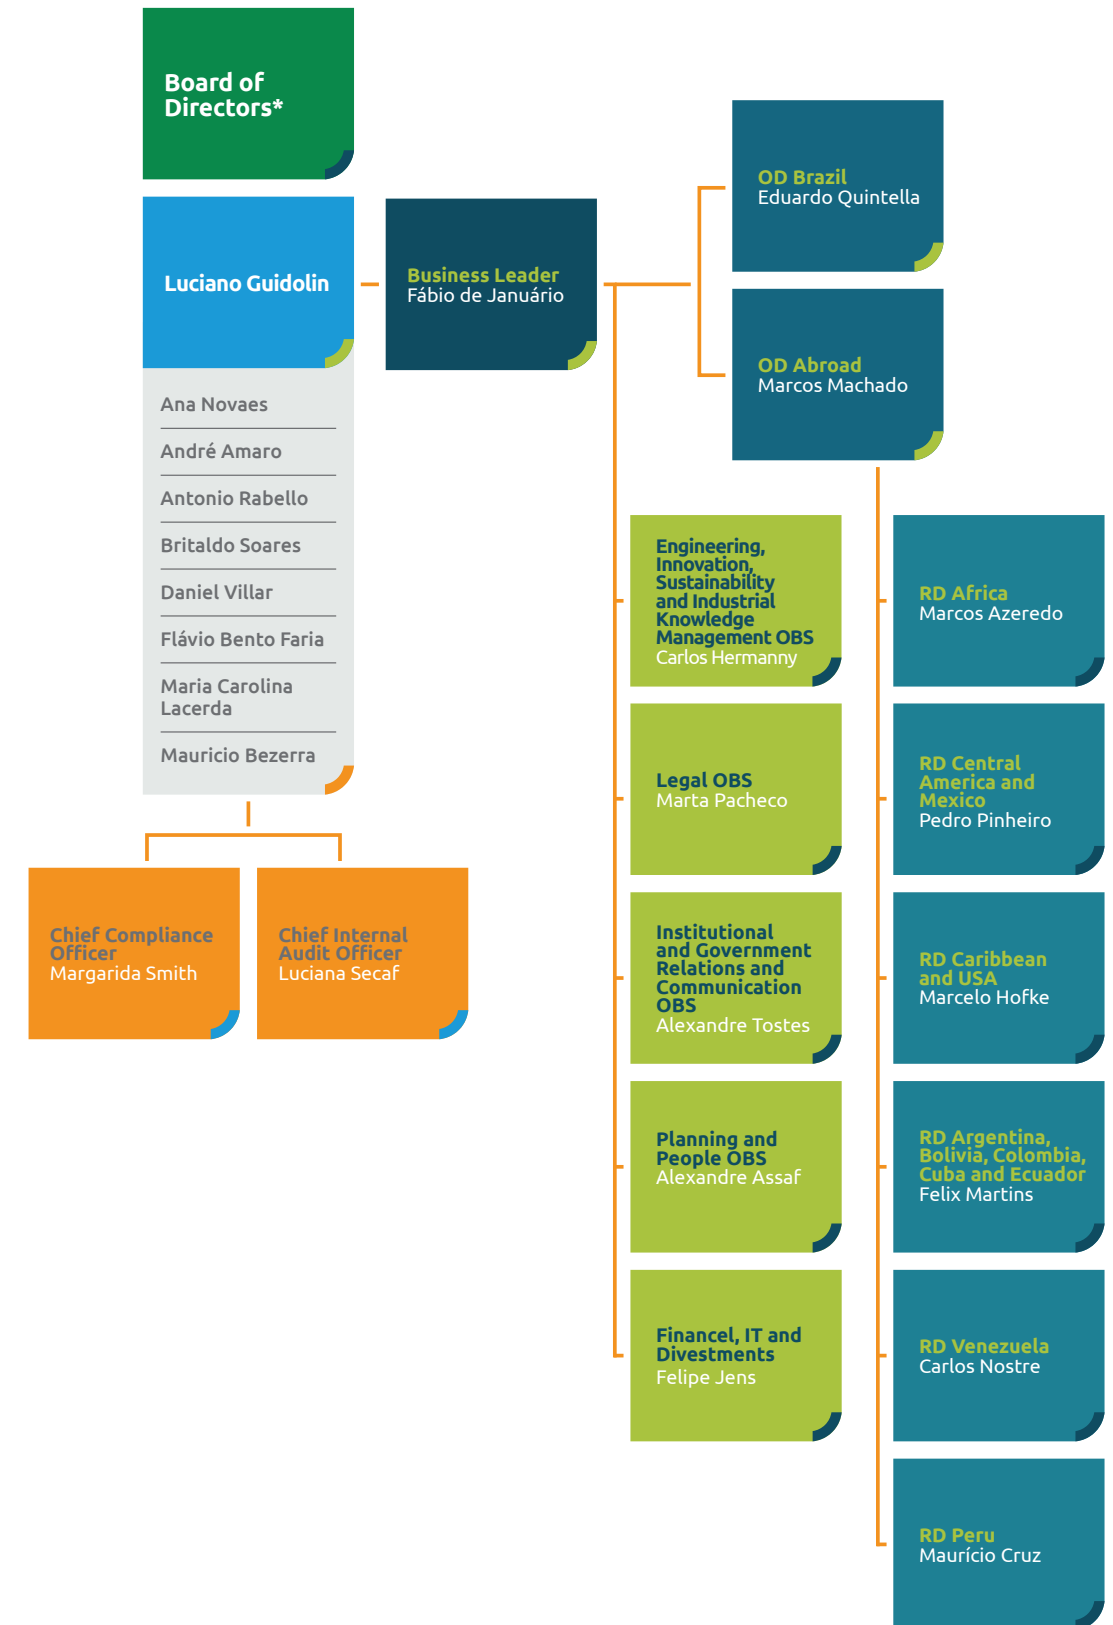 Board of
Directors*
Luciano Guidolin
Ana Novaes
André Amaro
Antonio Rabello
Britaldo Soares
Daniel Villar
Flávio Bento Faria
Maria Carolina
Lacerda
Mauricio Bezerra
Chief Compliance
Officer
Margarida Smith
Chief Internal
Audit Officer
Luciana Secaf
Business Leader
Fábio de Januário
OD Brazil
Eduardo Quintella
OD Abroad
Marcos Machado
Engineering,
Innovation,
Sustainability
and Industrial
Knowledge
Management OBS
Carlos Hermanny
Legal OBS
Marta Pacheco
Institutional
and Government
Relations and
Communication
OBS
Alexandre Tostes
Planning and
People OBS
Alexandre Assaf
Financel, IT and
Divestments
Felipe Jens
RD Africa
Marcos Azeredo
RD Central
America and
Mexico
Pedro Pinheiro
RD Caribbean
and USA
Marcelo Hofke
RD Argentina,
Bolivia, Colombia,
Cuba and Ecuador
Felix Martins
RD Venezuela
Carlos Nostre
RD Peru
Maurício Cruz